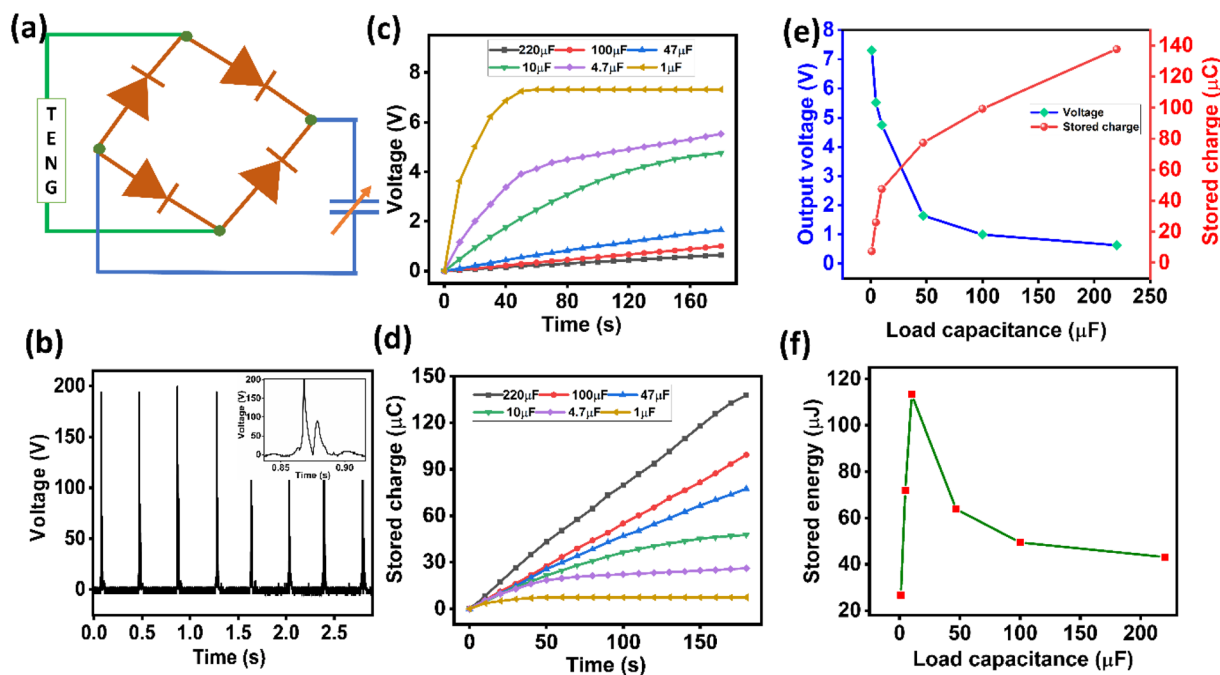 (a)
T
E
N
G
(b)
Voltage (V)
200
150
100
50
0
0.0 0.5 1.0 1.5 2.0 2.5
Time (s)
Voltage (V)
200
150
100
50
0
0.85 0.90
Time (s)
(c)
220μF 100μF 47μF
10μF 4.7μF 1μF
Voltage (V)
8
6
4
2
0
0 40 80 120 160
Time (s)
(d)
220μF 100μF 47μF
10μF 4.7μF 1μF
Stored charge (μC)
150
120
90
60
30
0
0 50 100 150
Time (s)
(e)
Output voltage (V)
8
7
6
5
4
3
2
1
0
Voltage
Stored charge
140
120
100
80
60
40
20
0
Stored charge (μC)
0 50 100 150 200 250
Load capacitance (μF)
(f)
Stored energy (μJ)
120
100
80
60
40
20
0 50 100 150 200
Load capacitance (μF)